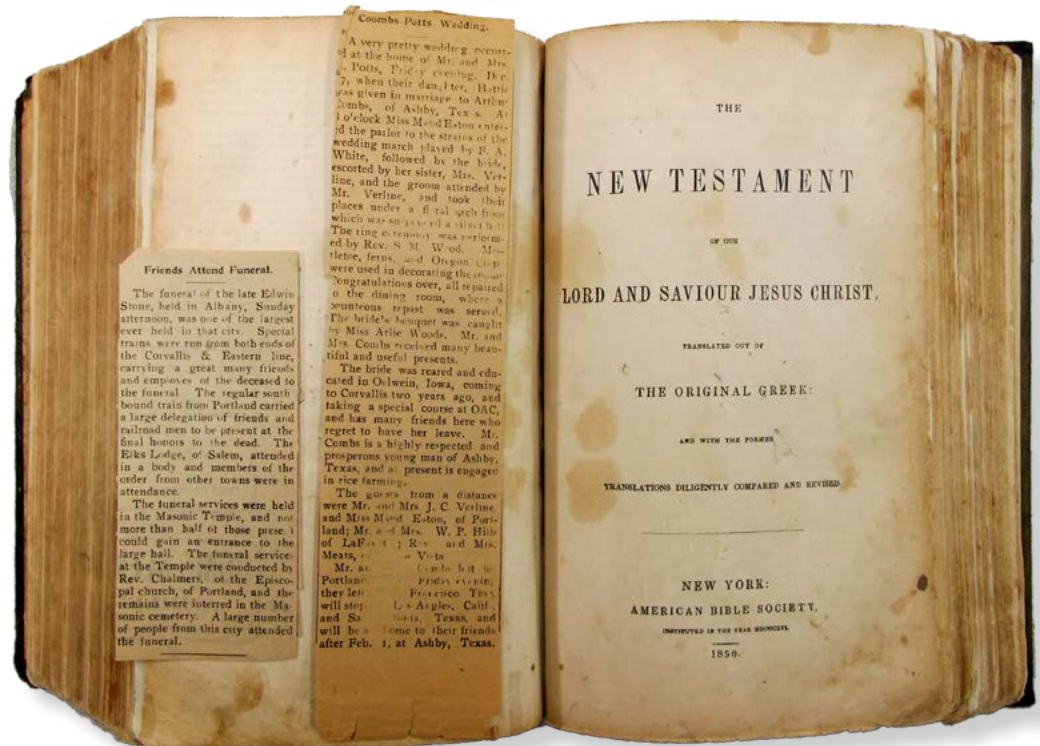 Friends Attend Funeral.
The funeral of the late Edwin
Stone, held in Albany, Sunday
afternoon, was one of the largest
ever held in that city. Special
trains were run from both ends of
the Corvallis & Eastern line,
carrying a great many friends
and employes of the deceased to
the funeral. The regular south
bound train from Portland carried
a large delegation of friends and
railroad men to be present at the
final honors to the dead. The
Elks Lodge, of Salem, attended
in a body and members of the
order from other towns were in
attendance.
The funeral services were held
in the Masonic Temple, and not
more than half of those present
could gain an entrance to the
large hall. The funeral services
at the Temple were conducted by
Rev. Chalmers, of the Episco-
pal church, of Portland, and the
remains were interred in the Ma-
sonic cemetery. A large number
of people from this city attended
the funeral.
Coombs-Potts Wedding.
A very pretty wedding occurr-
ed at the home of Mr. and Mrs.
Potts, Friday evening, Dec.
7, when their daughter, Hattie
was given in marriage to Arthur
Combs, of Ashby, Texas. At
o'clock Miss Maud Eaton enter-
ed the parlor to the strains of the
wedding march played by F. A.
White, followed by the bride,
escorted by her sister, Mrs. Ver-
line, and the groom attended by
Mr. Verline, and took their
places under a floral arch from
which was suspended a silver bell
The ring ceremony was perform-
ed by Rev. S. M. Wood. Mis-
tletoe, ferns, and Oregon
were used in decorating the
Congratulations over, all repaired
to the dining room, where a
bounteous repast was served.
The bride's bouquet was caught
by Miss Arlie Woods. Mr. and
Mrs. Combs received many beau-
tiful and useful presents.
The bride was reared and edu-
cated in Oelwein, Iowa, coming
to Corvallis two years ago, and
taking a special course at OAC,
and has many friends here who
regret to have her leave. Mr.
Combs is a highly respected and
prosperous young man of Ashby,
Texas, and at present is engaged
in rice farming.
The guests from a distance
were Mr. and Mrs J. C. Verline
and Miss Maud Eaton, of Port-
land; Mr. and Mrs. W. P. Hills
of and Mrs.
Meats,
Mr. left
Portland, Friday
they left They
will stop Los Angles, Calif.,
and Texas, and
will be home to their friends
after Feb. 1, at Ashby, Texas.
THE
NEW TESTAMENT
OF OUR
LORD AND SAVIOUR JESUS CHRIST,
TRANSLATED OUT OF
THE ORIGINAL GREEK:
AND WITH THE FORMER
TRANSLATIONS DILIGENTLY COMPARED AND REVISED
NEW YORK:
AMERICAN BIBLE SOCIETY,
INSTITUTED IN THE YEAR MDCCCXVI.
1850.